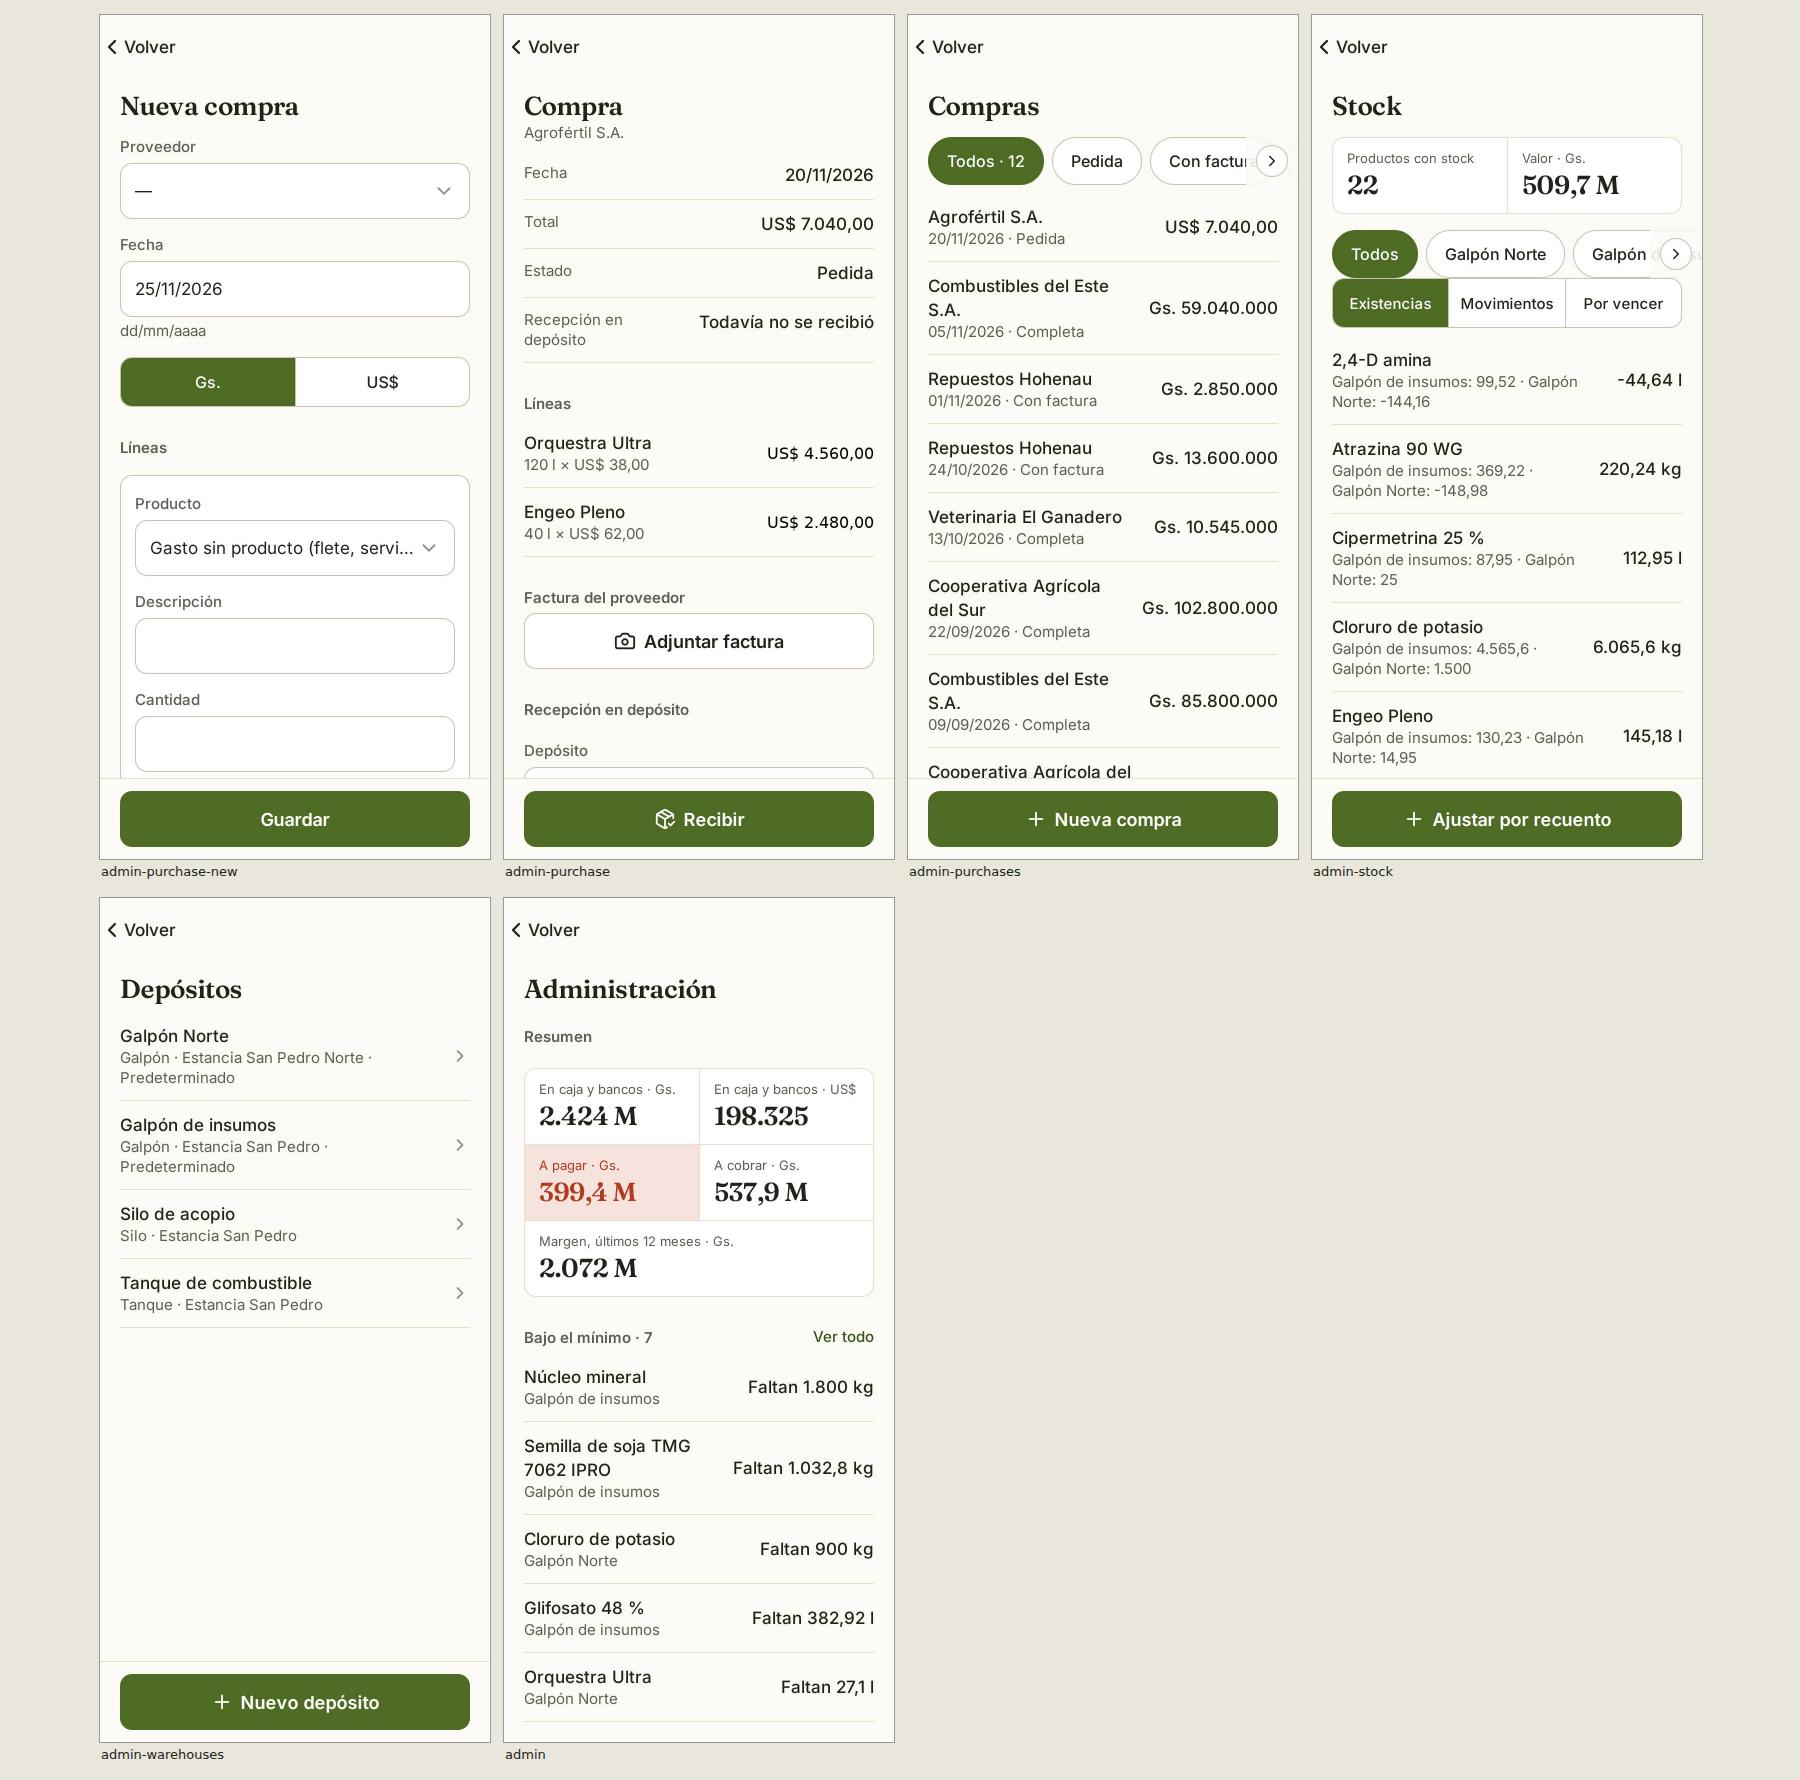 Volver
Nueva compra
Proveedor
—
Fecha
25/11/2026
dd/mm/aaaa
Gs.
US$
Líneas
Producto
Gasto sin producto (flete, servi...
Descripción
Cantidad
Guardar
admin-purchase-new
Volver
Compra
Agrofértil S.A.
Fecha
20/11/2026
Total
US$ 7.040,00
Estado
Pedida
Recepción en
depósito
Todavía no se recibió
Líneas
Orquestra Ultra
120 l × US$ 38,00
US$ 4.560,00
Engeo Pleno
40 l × US$ 62,00
US$ 2.480,00
Factura del proveedor
Adjuntar factura
Recepción en depósito
Depósito
Recibir
admin-purchase
Volver
Compras
Todos · 12
Pedida
Con factura
Agrofértil S.A.
20/11/2026 · Pedida
US$ 7.040,00
Combustibles del Este
S.A.
05/11/2026 · Completa
Gs. 59.040.000
Repuestos Hohenau
01/11/2026 · Con factura
Gs. 2.850.000
Repuestos Hohenau
24/10/2026 · Con factura
Gs. 13.600.000
Veterinaria El Ganadero
13/10/2026 · Completa
Gs. 10.545.000
Cooperativa Agrícola
del Sur
22/09/2026 · Completa
Gs. 102.800.000
Combustibles del Este
S.A.
09/09/2026 · Completa
Gs. 85.800.000
Cooperativa Agrícola del
+ Nueva compra
admin-purchases
Volver
Stock
Productos con stock
22
Valor · Gs.
509,7 M
Todos
Galpón Norte
Galpón
Existencias
Movimientos
Por vencer
2,4-D amina
Galpón de insumos: 99,52 · Galpón
Norte: -144,16
-44,64 l
Atrazina 90 WG
Galpón de insumos: 369,22 ·
Galpón Norte: -148,98
220,24 kg
Cipermetrina 25 %
Galpón de insumos: 87,95 · Galpón
Norte: 25
112,95 l
Cloruro de potasio
Galpón de insumos: 4.565,6 ·
Galpón Norte: 1.500
6.065,6 kg
Engeo Pleno
Galpón de insumos: 130,23 · Galpón
Norte: 14,95
145,18 l
+ Ajustar por recuento
admin-stock
Volver
Depósitos
Galpón Norte
Galpón · Estancia San Pedro Norte ·
Predeterminado
Galpón de insumos
Galpón · Estancia San Pedro ·
Predeterminado
Silo de acopio
Silo · Estancia San Pedro
Tanque de combustible
Tanque · Estancia San Pedro
+ Nuevo depósito
admin-warehouses
Volver
Administración
Resumen
En caja y bancos · Gs.
2.424 M
En caja y bancos · US$
198.325
A pagar · Gs.
399,4 M
A cobrar · Gs.
537,9 M
Margen, últimos 12 meses · Gs.
2.072 M
Bajo el mínimo · 7
Ver todo
Núcleo mineral
Galpón de insumos
Faltan 1.800 kg
Semilla de soja TMG
7062 IPRO
Galpón de insumos
Faltan 1.032,8 kg
Cloruro de potasio
Galpón Norte
Faltan 900 kg
Glifosato 48 %
Galpón de insumos
Faltan 382,92 l
Orquestra Ultra
Galpón Norte
Faltan 27,1 l
admin